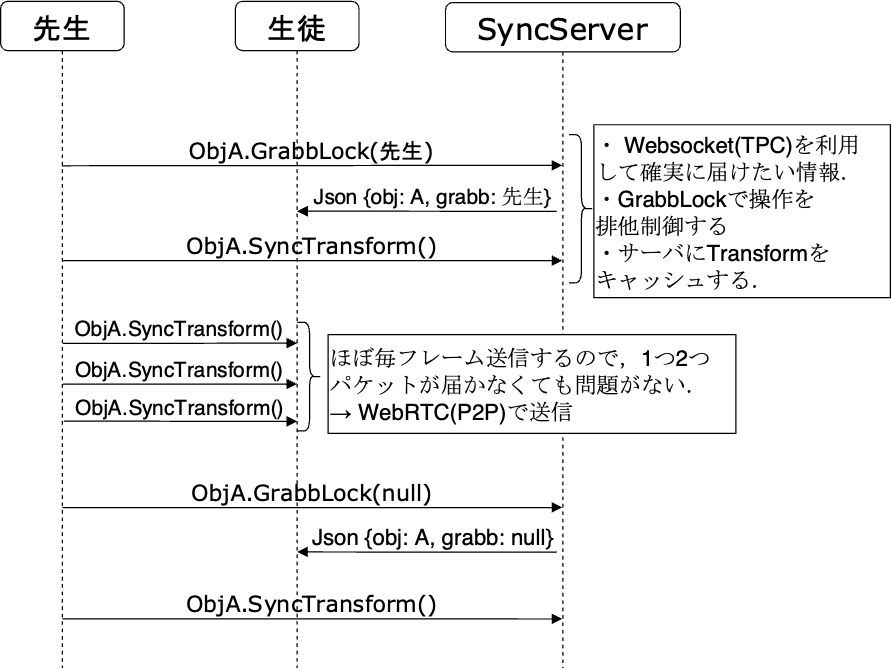 先生
生徒
SyncServer
ObjA.GrabbLock(先生)
Json {obj: A, grabb: 先生}
ObjA.SyncTransform()
・ Websocket(TPC)を利用
して確実に届けたい情報.
・GrabbLockで操作を
排他制御する
・サーバにTransformを
キャッシュする.
ObjA.SyncTransform()
ObjA.SyncTransform()
ObjA.SyncTransform()
ほぼ毎フレーム送信するので，1つ2つ
パケットが届かなくても問題がない.
→ WebRTC(P2P)で送信
ObjA.GrabbLock(null)
Json {obj: A, grabb: null}
ObjA.SyncTransform()